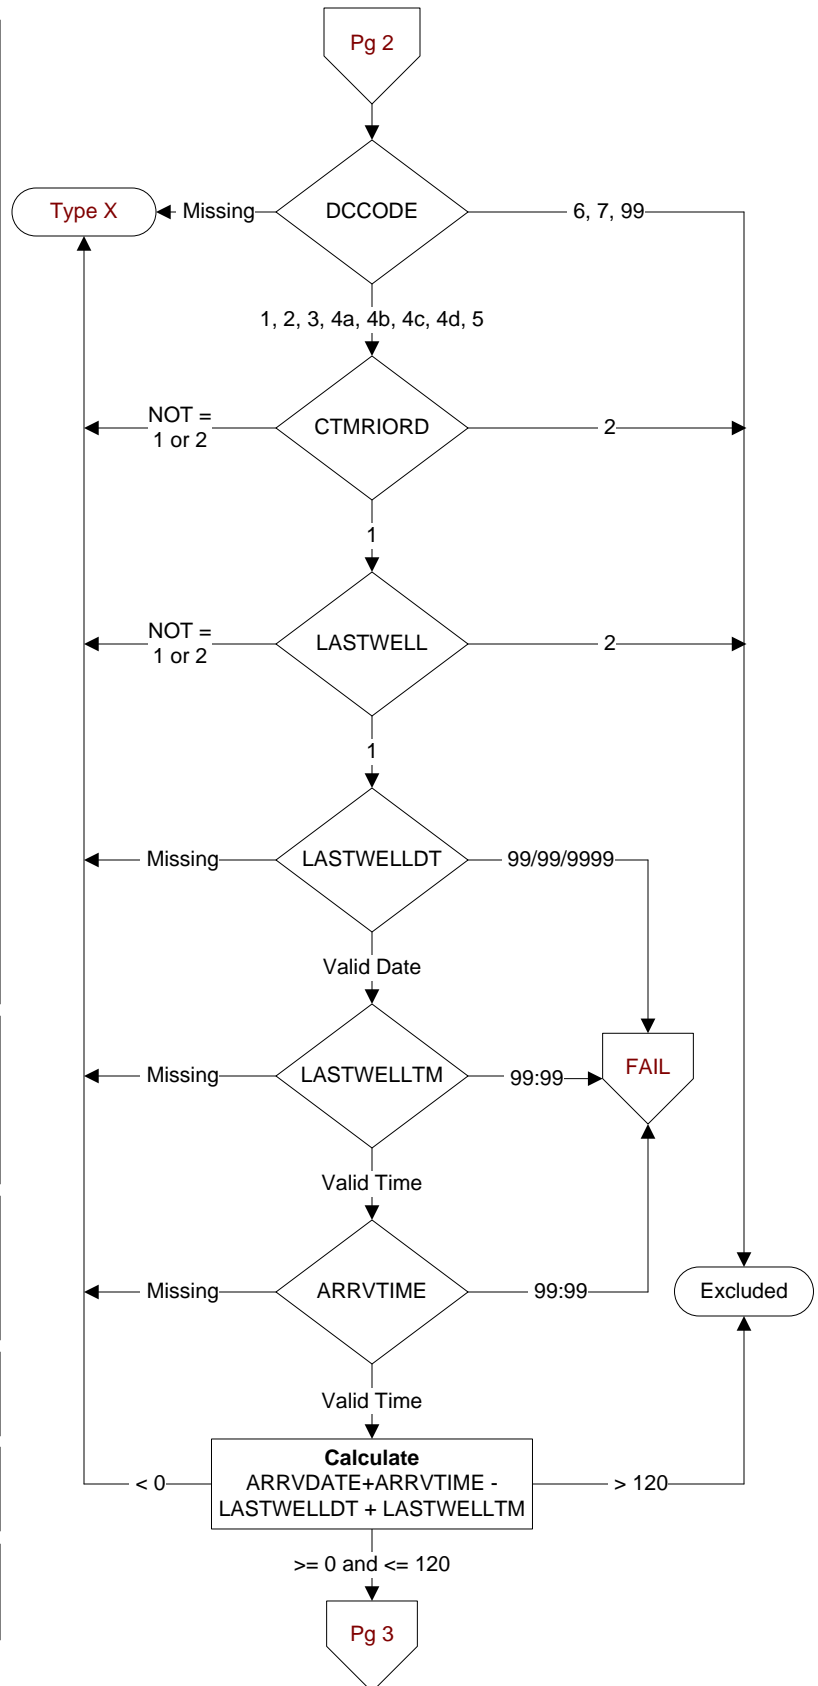 Pg 2
DCCODE
Type X
Missing
6, 7, 99
1, 2, 3, 4a, 4b, 4c, 4d, 5
NOT =
1 or 2
CTMRIORD
2
1
NOT =
1 or 2
LASTWELL
2
1
Missing
LASTWELLDT
99/99/9999
Valid Date
Missing
LASTWELLTM
99:99
FAIL
Valid Time
Missing
ARRVTIME
99:99
Excluded
Valid Time
Calculate
ARRVDATE+ARRVTIME -
LASTWELLDT + LASTWELLTM
< 0
> 120
>= 0 and <= 120
Pg 3